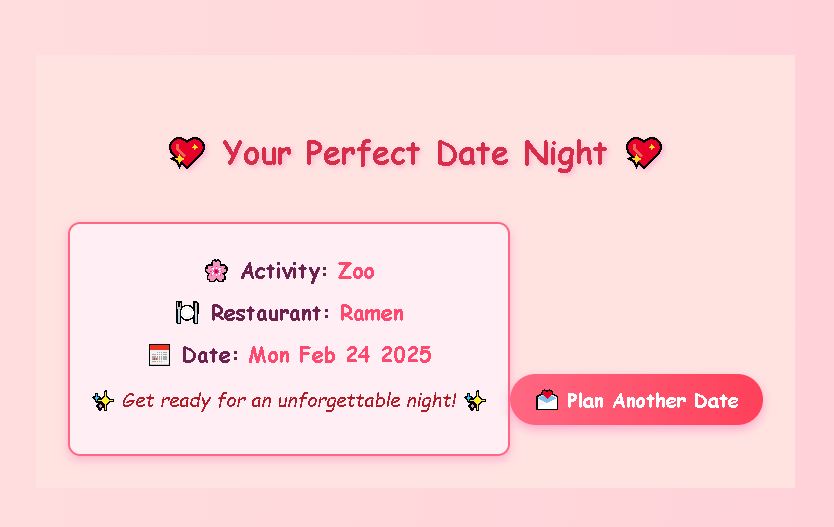 💖 Your Perfect Date Night 💖
🌸 Activity: Zoo
🍽️ Restaurant: Ramen
📅 Date: Mon Feb 24 2025
✨ Get ready for an unforgettable night! ✨
💌 Plan Another Date